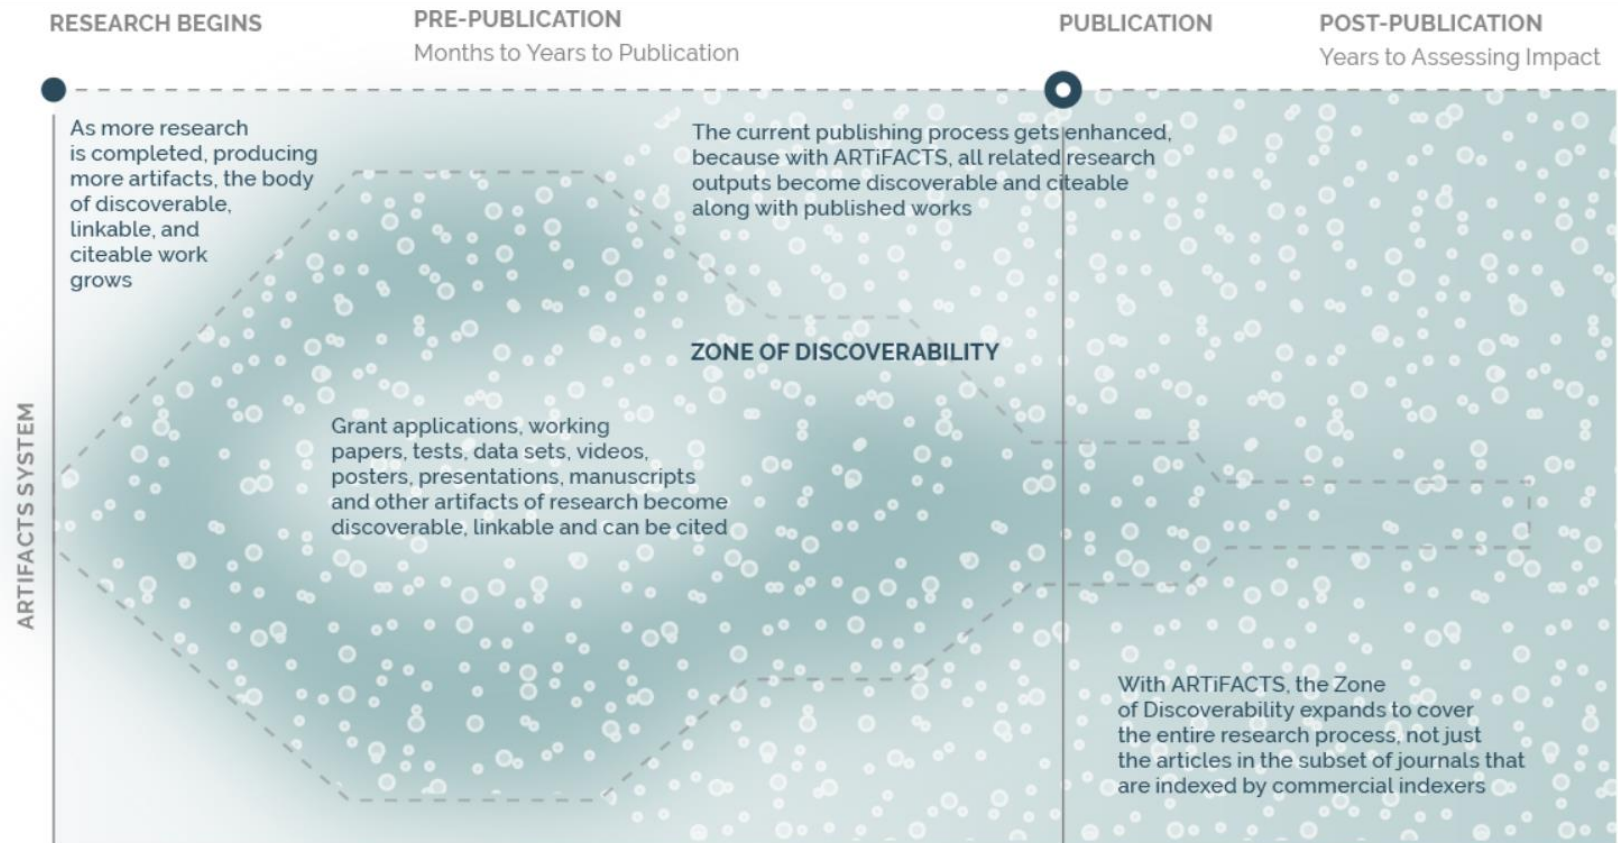 RESEARCH BEGINS
PRE-PUBLICATION
Months to Years to Publication
PUBLICATION
POST-PUBLICATION
Years to Assessing Impact
As more research
is completed, producing
more artifacts, the body
of discoverable,
linkable, and
citeable work
grows
The current publishing process gets enhanced,
because with ARTiFACTS, all related research
outputs become discoverable and citeable
along with published works
ZONE OF DISCOVERABILITY
ARTIFACTS SYSTEM
Grant applications, working
papers, tests, data sets, videos,
posters, presentations, manuscripts
and other artifacts of research become
discoverable, linkable and can be cited
With ARTiFACTS, the Zone
of Discoverability expands to cover
the entire research process, not just
the articles in the subset of journals that
are indexed by commercial indexers